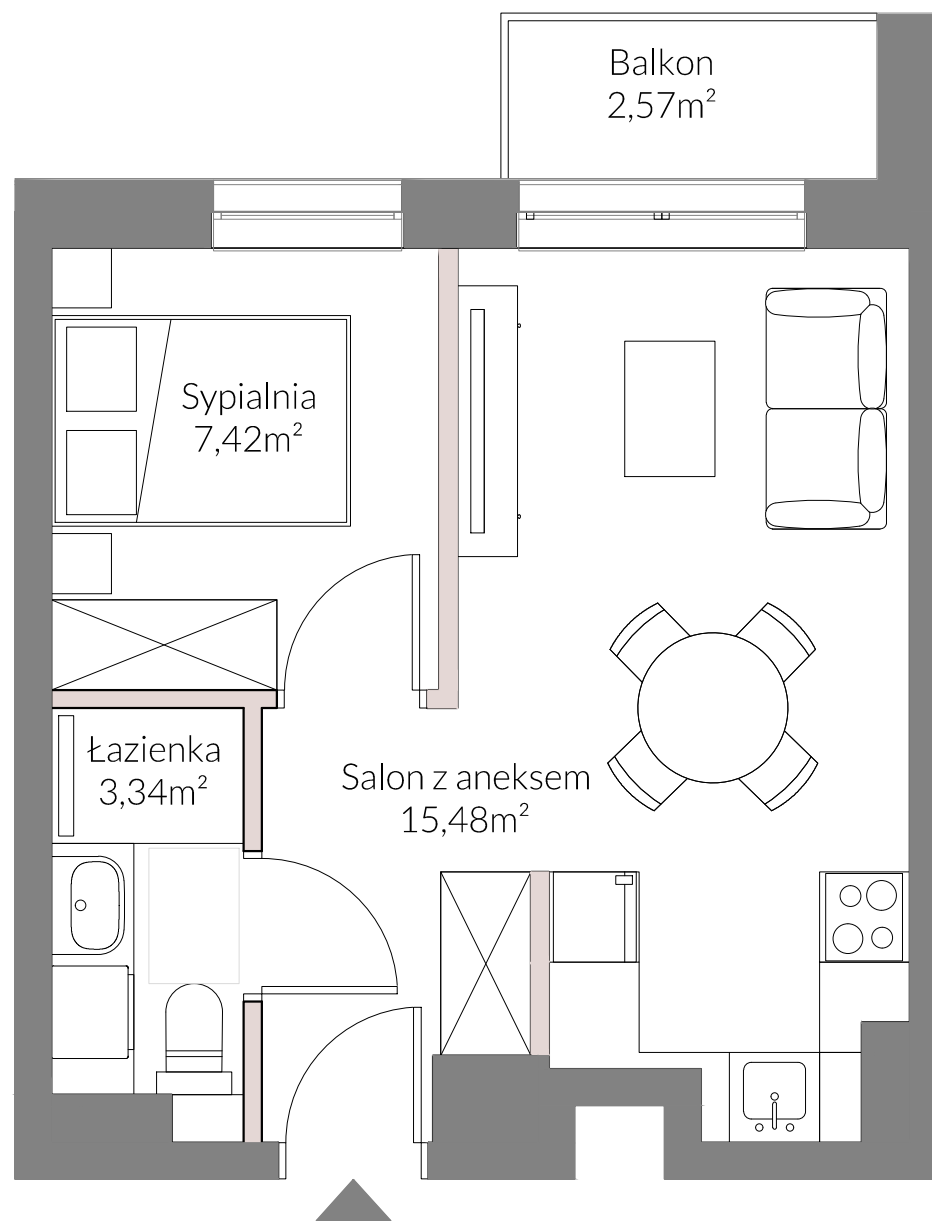 Balkon
2,57m²
Sypialnia
7,42m²
Łazienka
3,34m²
Salon z aneksem
15,48m²